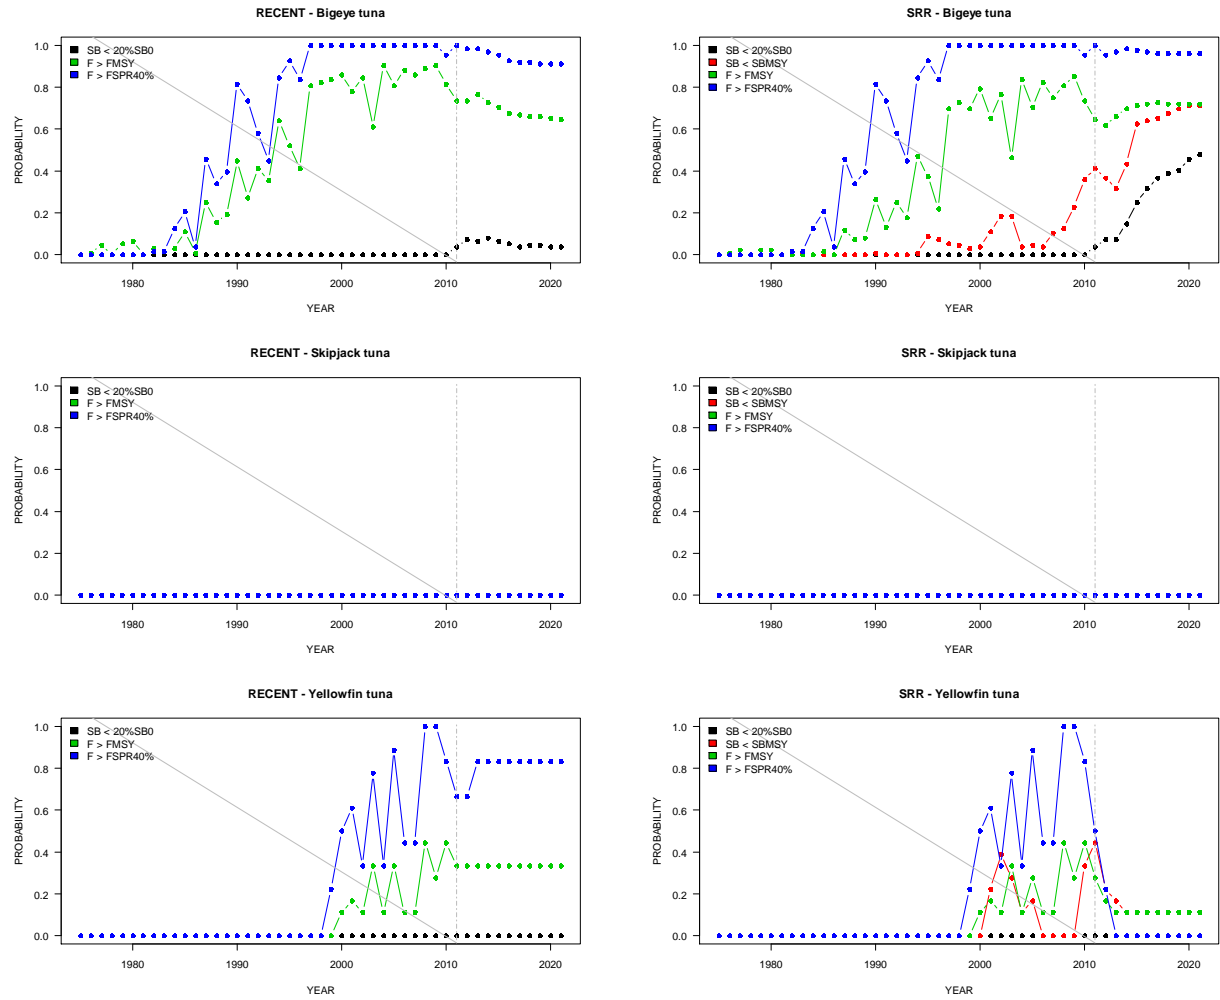 RECENT - Bigeye tuna
SB < 20%SB0
F > FMSY
F > FSPR40%
PROBABILITY
1.0
0.8
0.6
0.4
0.2
0.0
1980 1990 2000 2010 2020
YEAR
SRR - Bigeye tuna
SB < 20%SB0
SB < SBMSY
F > FMSY
F > FSPR40%
PROBABILITY
1.0
0.8
0.6
0.4
0.2
0.0
1980 1990 2000 2010 2020
YEAR
RECENT - Skipjack tuna
SB < 20%SB0
F > FMSY
F > FSPR40%
PROBABILITY
1.0
0.8
0.6
0.4
0.2
0.0
1980 1990 2000 2010 2020
YEAR
SRR - Skipjack tuna
SB < 20%SB0
SB < SBMSY
F > FMSY
F > FSPR40%
PROBABILITY
1.0
0.8
0.6
0.4
0.2
0.0
1980 1990 2000 2010 2020
YEAR
RECENT - Yellowfin tuna
SB < 20%SB0
F > FMSY
F > FSPR40%
PROBABILITY
1.0
0.8
0.6
0.4
0.2
0.0
1980 1990 2000 2010 2020
YEAR
SRR - Yellowfin tuna
SB < 20%SB0
SB < SBMSY
F > FMSY
F > FSPR40%
PROBABILITY
1.0
0.8
0.6
0.4
0.2
0.0
1980 1990 2000 2010 2020
YEAR